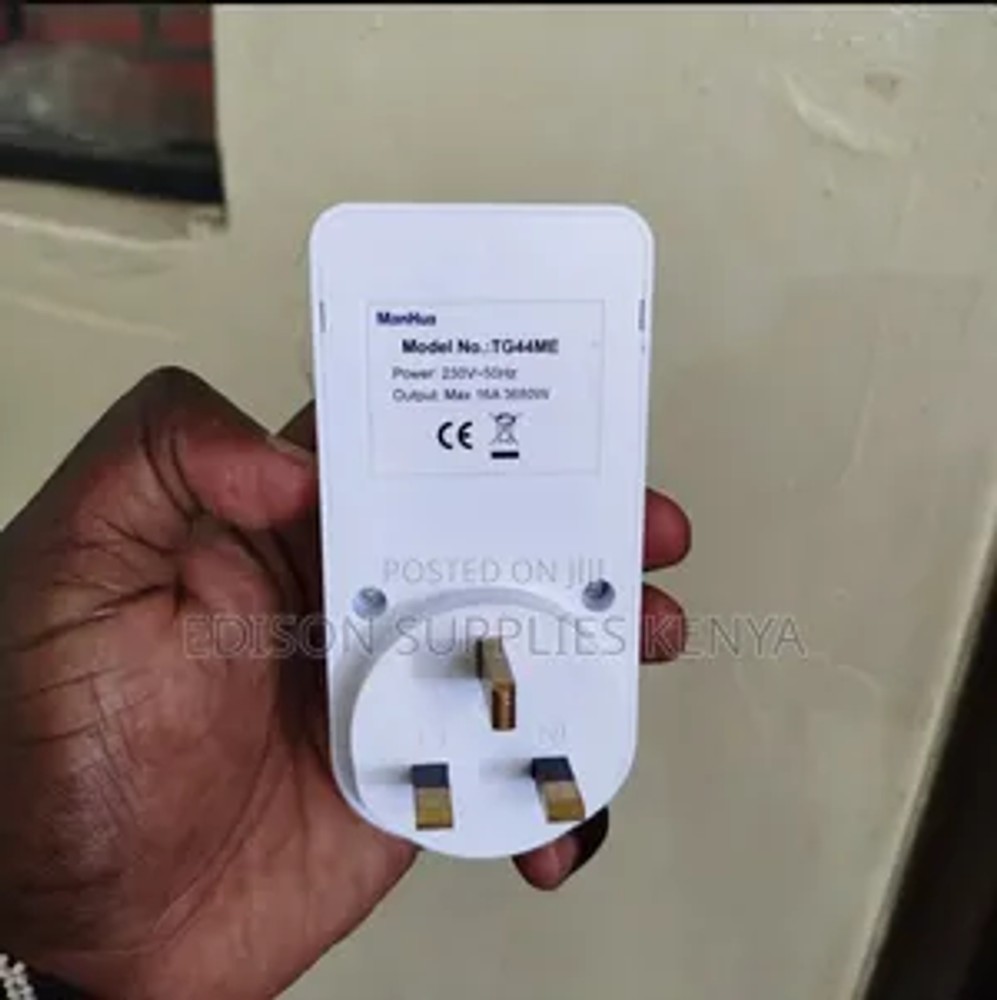 ManHua
Model No.:TG44ME
Power: 230V~50Hz
Output: Max 16A 3680W
CE
POSTED ON JIJI
EDISON SUPPLIES KENYA
L
N